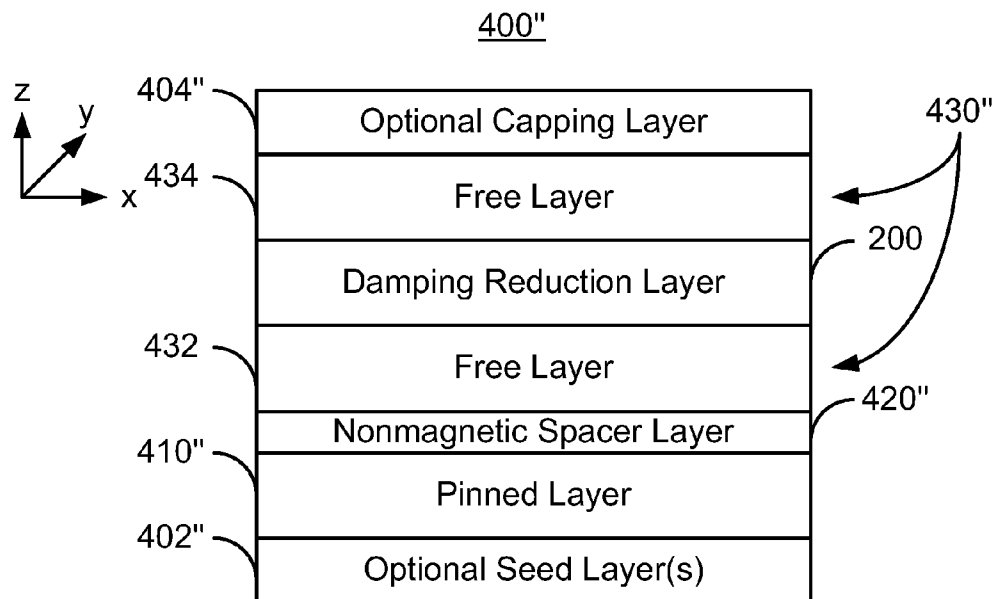 400"
404"
z
y
x
Optional Capping Layer
430"
434
Free Layer
200
Damping Reduction Layer
432
Free Layer
420"
Nonmagnetic Spacer Layer
410"
Pinned Layer
402"
Optional Seed Layer(s)